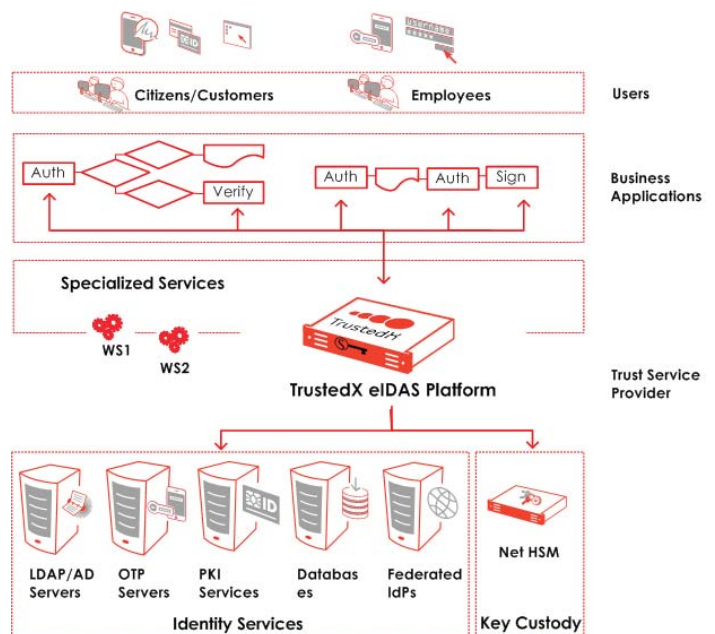 ID
username
Citizens/Customers
Employees
Users
Auth
Verify
Auth
Auth
Sign
Business
Applications
Specialized Services
WS1
WS2
TrustedX
TrustedX eIDAS Platform
Trust Service
Provider
ID
LDAP/AD
Servers
OTP
Servers
PKI
Services
Databas
es
Federated
IdPs
Net HSM
Identity Services
Key Custody